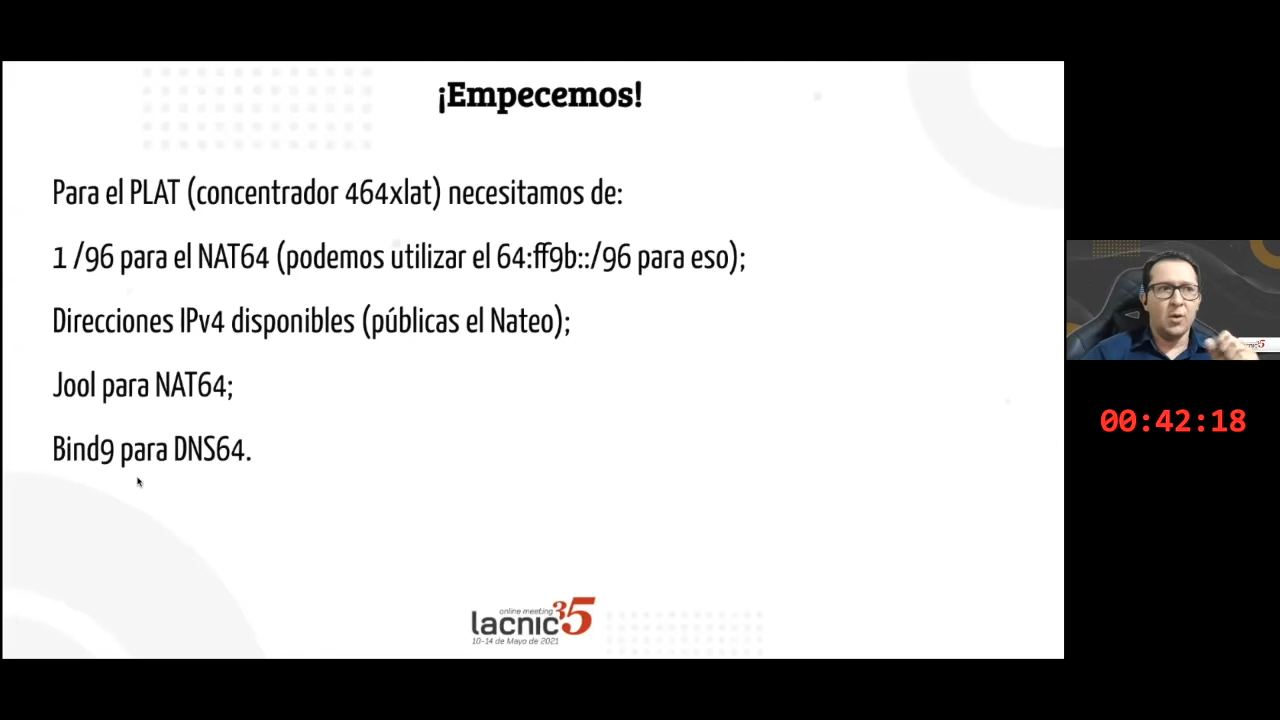 ¡Empecemos!
Para el PLAT (concentrador 464xlat) necesitamos de:
1 /96 para el NAT64 (podemos utilizar el 64:ff9b::/96 para eso);
Direcciones IPv4 disponibles (públicas el Nateo);
Jool para NAT64;
Bind9 para DNS64.
online meeting
lacnic35
10-14 de Mayo de 2021
00:42:18